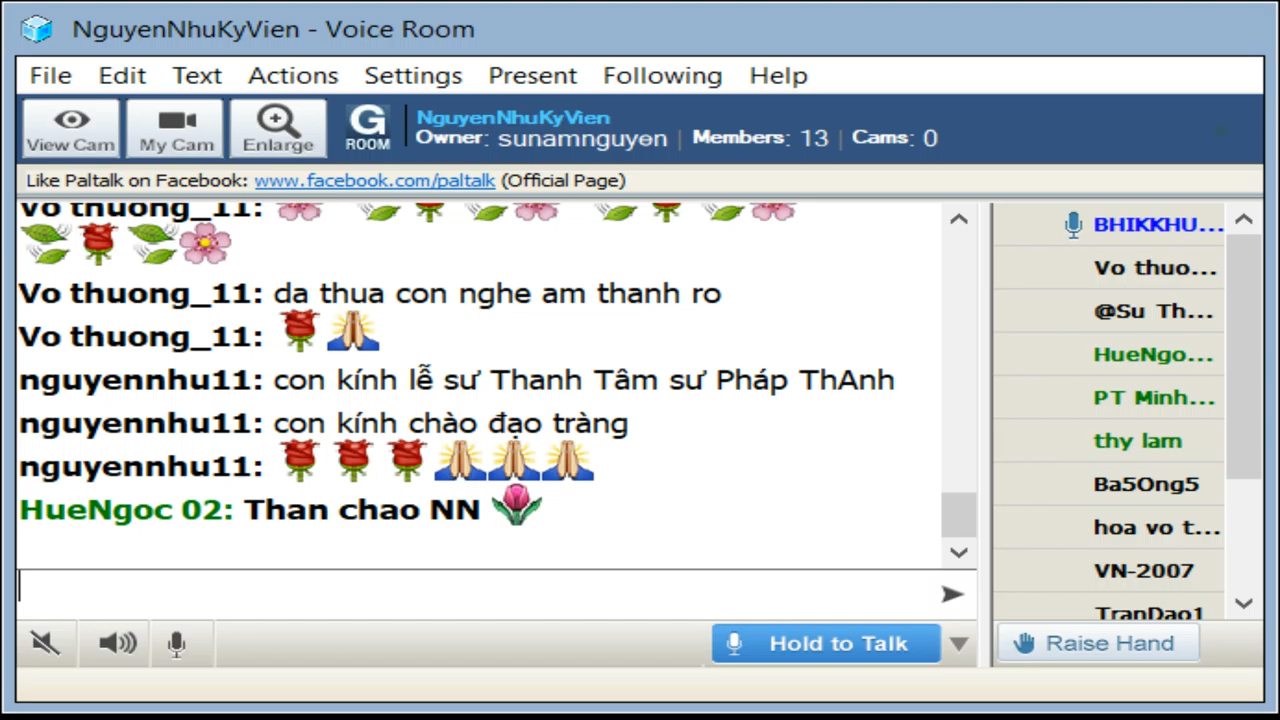 NguyenNhuKyVien - Voice Room
File Edit Text Actions Settings Present Following Help
View Cam My Cam Enlarge G ROOM
NguyenNhuKyVien
Owner: sunamnguyen | Members: 13 | Cams: 0
Like Paltalk on Facebook: www.facebook.com/paltalk (Official Page)
Vo thuong_11:
Vo thuong_11: da thua con nghe am thanh ro
Vo thuong_11:
nguyennhu11: con kính lễ sư Thanh Tâm sư Pháp ThAnh
nguyennhu11: con kính chào đạo tràng
nguyennhu11:
HueNgoc 02: Than chao NN
Hold to Talk
BHIKKHU...
Vo thuo...
@Su Th...
HueNgo...
PT Minh...
thy lam
Ba5Ong5
hoa vo t...
VN-2007
TranDao1
Raise Hand